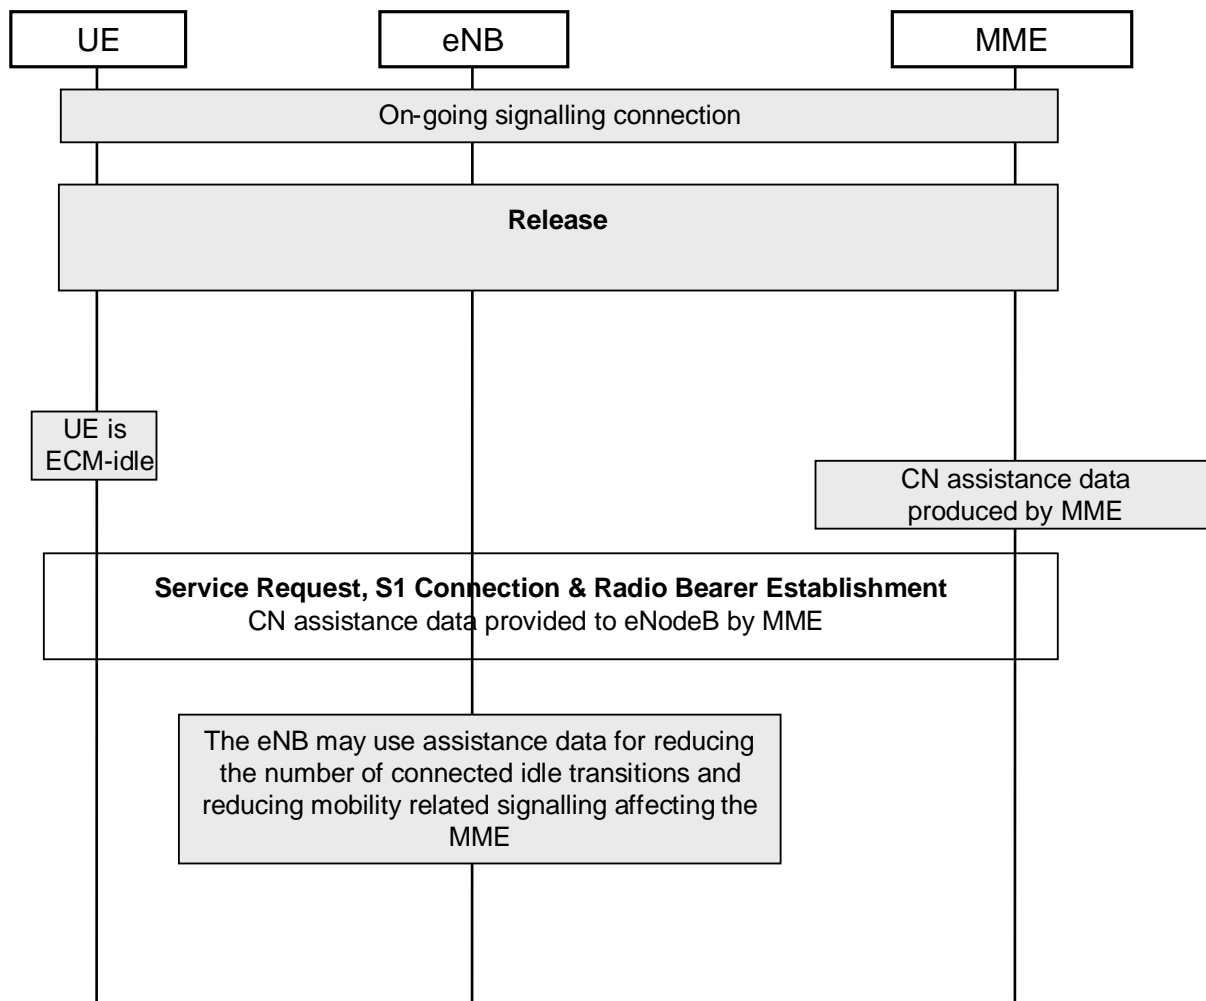 UE
eNB
MME
On-going signalling connection
Release
UE is
ECM-idle
CN assistance data
produced by MME
Service Request, S1 Connection & Radio Bearer Establishment
CN assistance data provided to eNodeB by MME
The eNB may use assistance data for reducing
the number of connected idle transitions and
reducing mobility related signalling affecting the
MME